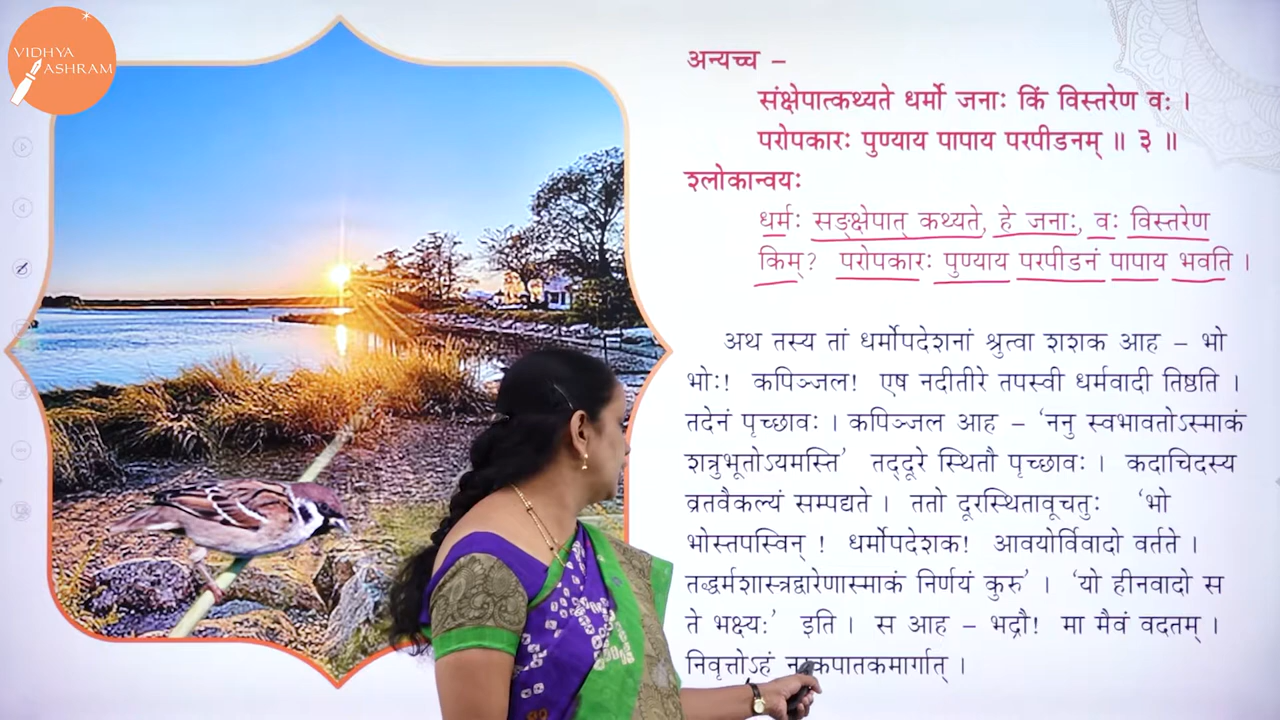 VIDHYA
ASHRAM
अन्यच्च –
संक्षेपात्कथ्यते धर्मो जनाः किं विस्तरेण वः ।
परोपकारः पुण्याय पापाय परपीडनम् ॥ ३ ॥
श्लोकान्वयः
धर्मः सङ्क्षेपात् कथ्यते, हे जनाः, वः विस्तरेण
किम्? परोपकारः पुण्याय परपीडनं पापाय भवति ।
अथ तस्य तां धर्मोपदेशनां श्रुत्वा शशक आह – भो
भोः! कपिञ्जल! एष नदीतीरे तपस्वी धर्मवादी तिष्ठति ।
तदेनं पृच्छावः । कपिञ्जल आह – ‘ननु स्वभावतोऽस्माकं
शत्रुभूतोऽयमस्ति’ तद्दूरे स्थितौ पृच्छावः । कदाचिदस्य
व्रतवैकल्यं सम्पद्यते । ततो दूरस्थितावूचतुः ‘भो
भोस्तपस्विन् ! धर्मोपदेशक! आवयोर्विवादो वर्तते ।
तद्धर्मशास्त्रद्वारेणास्माकं निर्णयं कुरु’ । ‘यो हीनवादो स
ते भक्ष्यः’ इति । स आह – भद्रौ! मा मैवं वदतम् ।
निवृत्तोऽहं नरकपातकमार्गात् ।